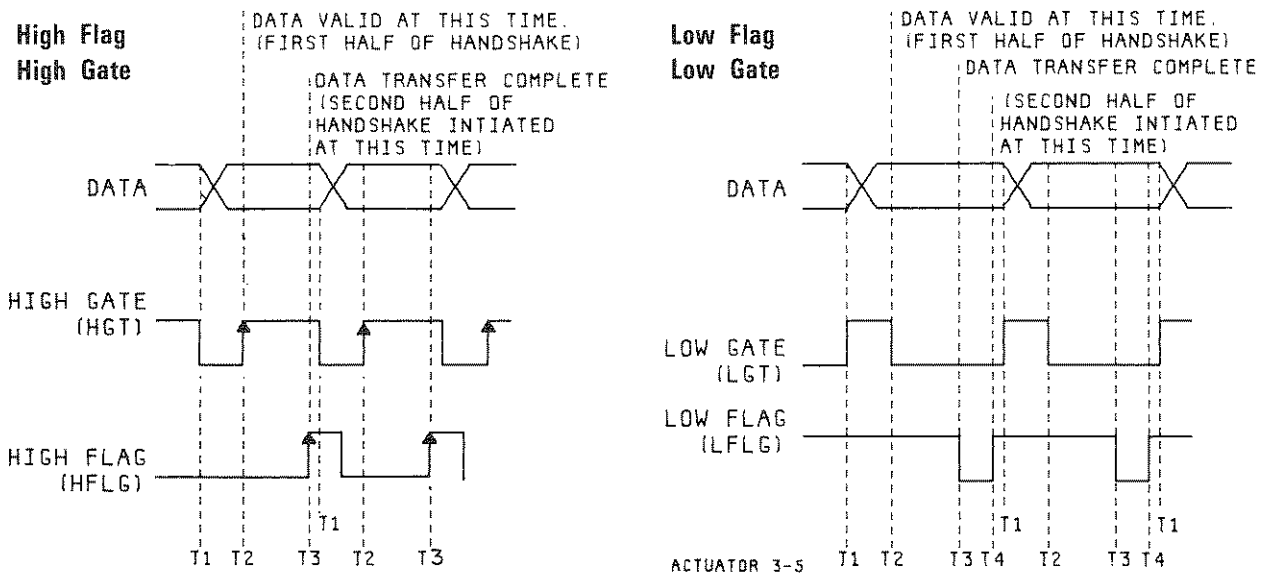 High Flag
High Gate
DATA VALID AT THIS TIME.
(FIRST HALF OF HANDSHAKE)
DATA TRANSFER COMPLETE
(SECOND HALF OF
HANDSHAKE INTIATED
AT THIS TIME)
DATA
HIGH GATE
(HGT)
HIGH FLAG
(HFLG)
T1
T1 T2 T3 T2 T3
Low Flag
Low Gate
DATA VALID AT THIS TIME.
(FIRST HALF OF HANDSHAKE)
DATA TRANSFER COMPLETE
(SECOND HALF OF
HANDSHAKE INTIATED
AT THIS TIME)
DATA
LOW GATE
(LGT)
LOW FLAG
(LFLG)
T1 T1
T1 T2 T3 T4 T2 T3 T4
ACTUATOR 3-5